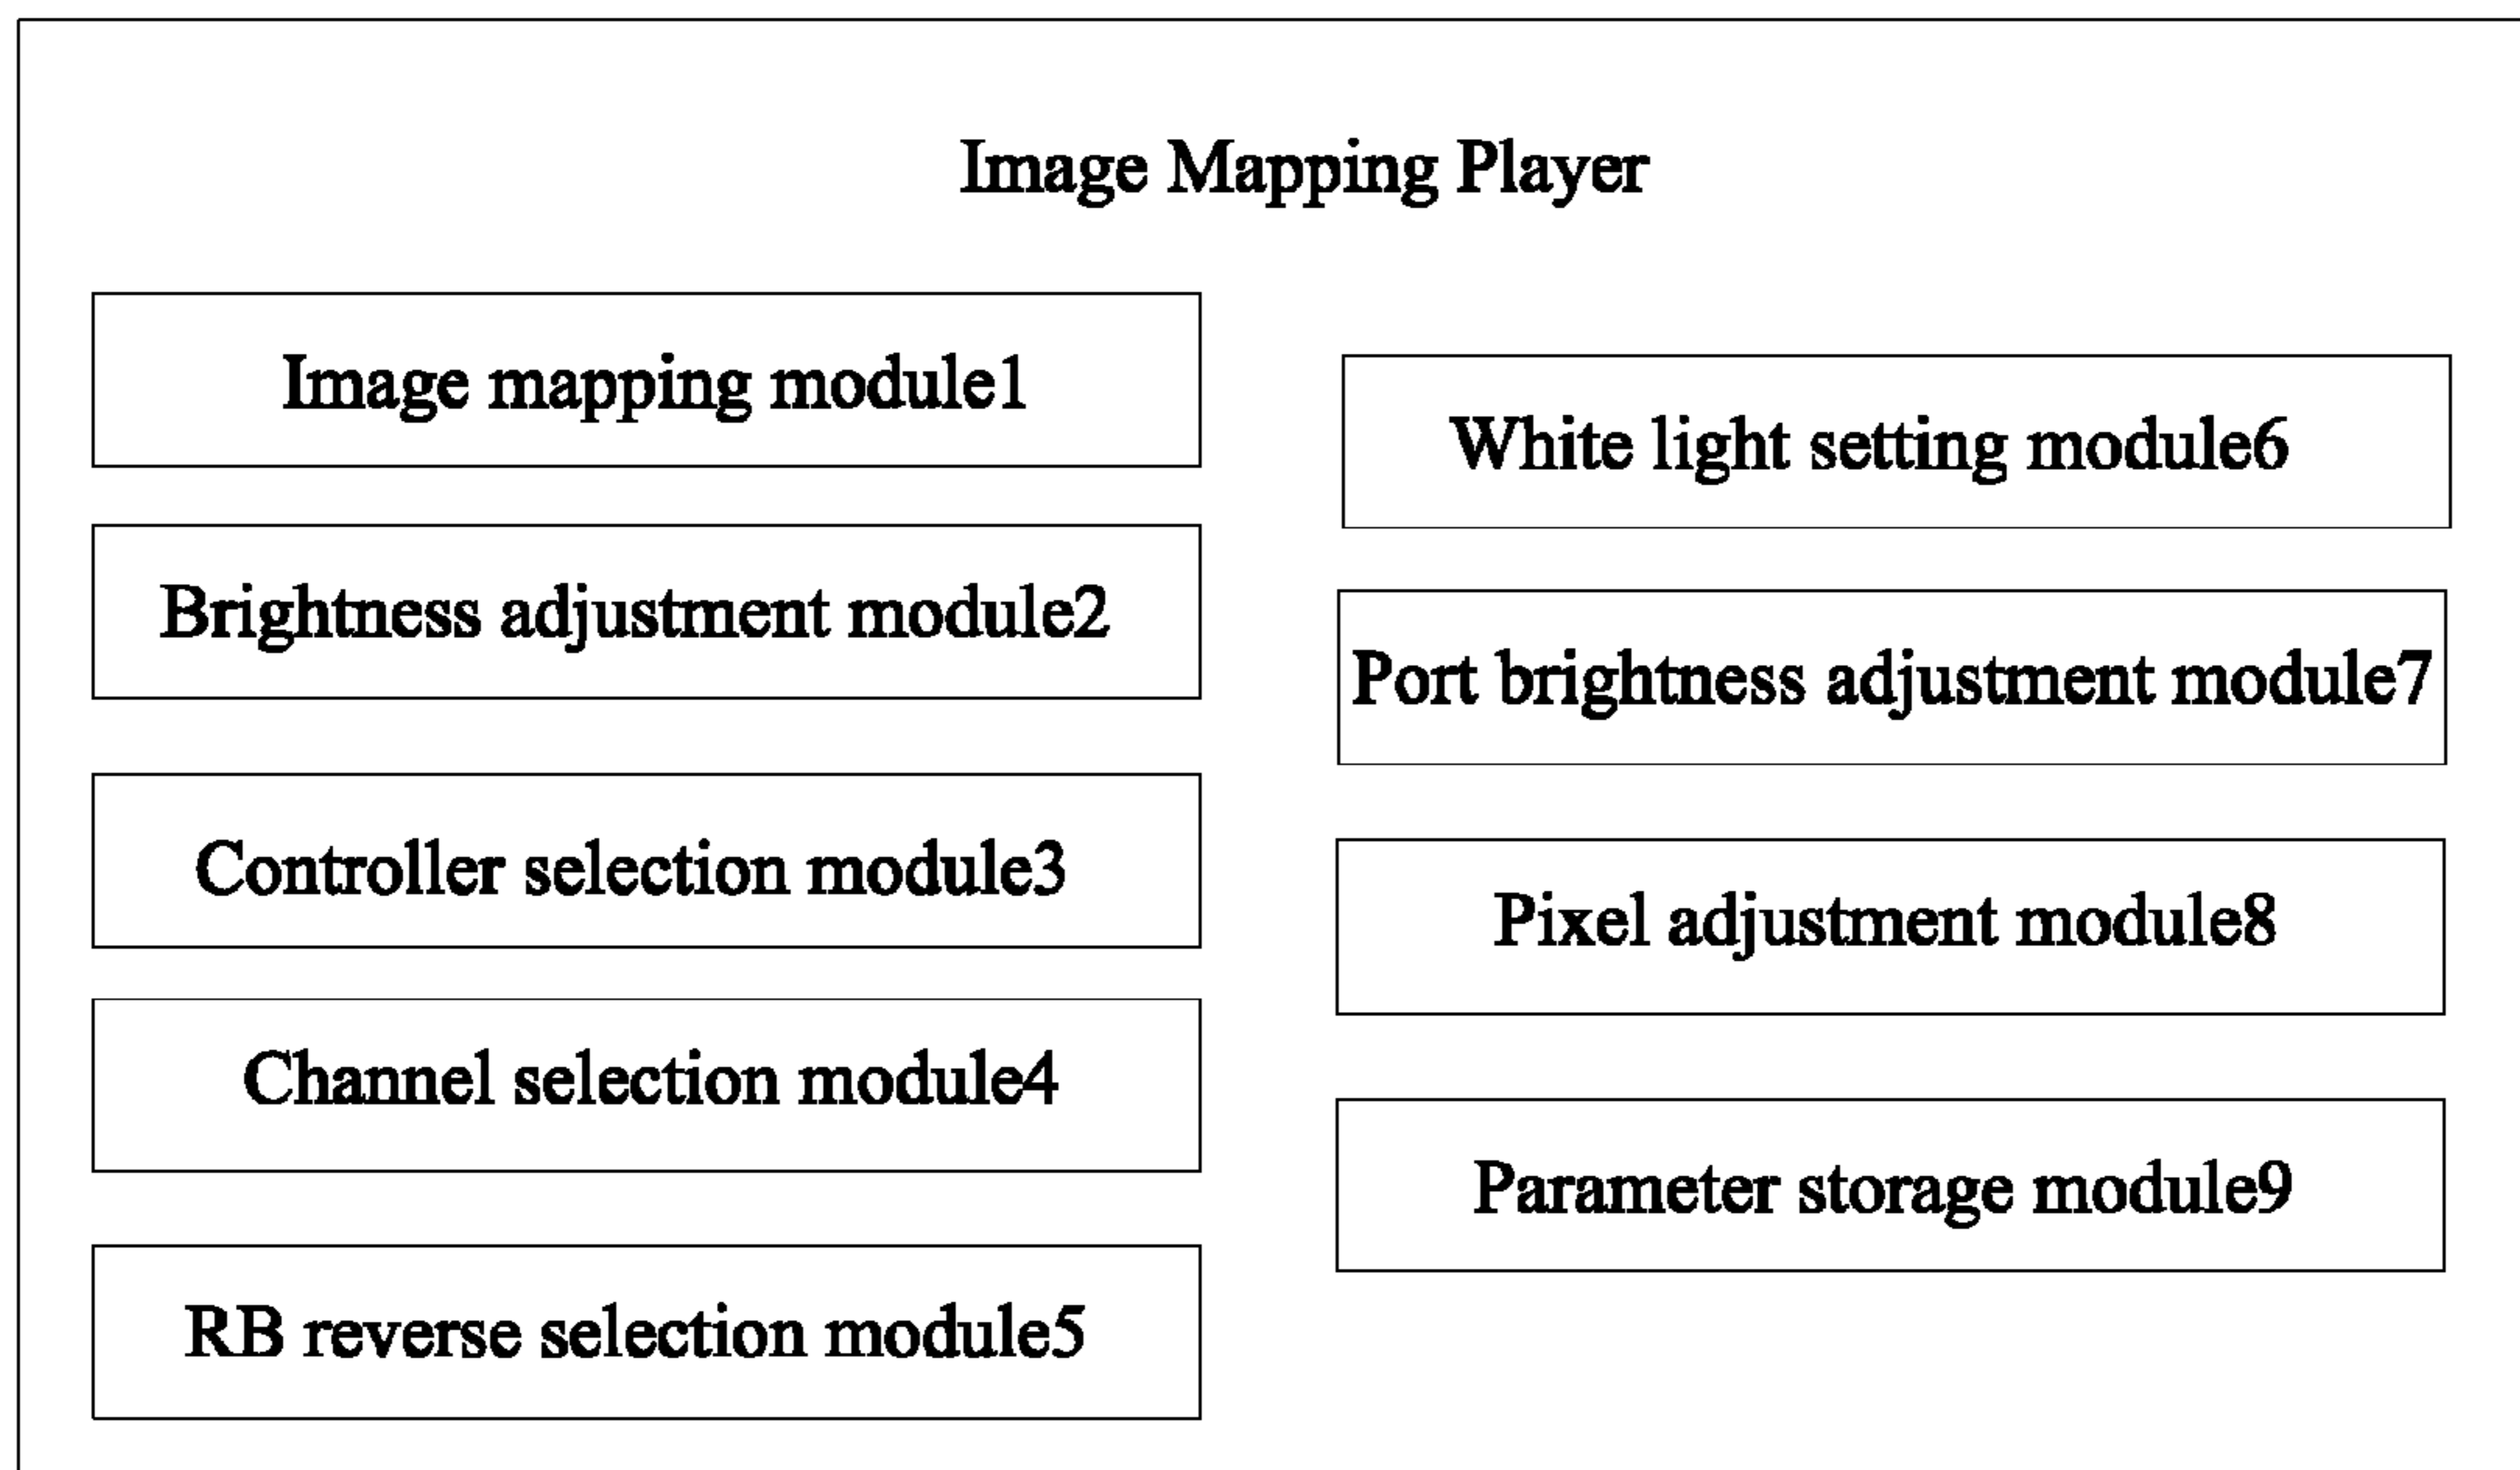 Image Mapping Player
Image mapping module1
Brightness adjustment module2
Controller selection module3
Channel selection module4
RB reverse selection module5
White light setting module6
Port brightness adjustment module7
Pixel adjustment module8
Parameter storage module9